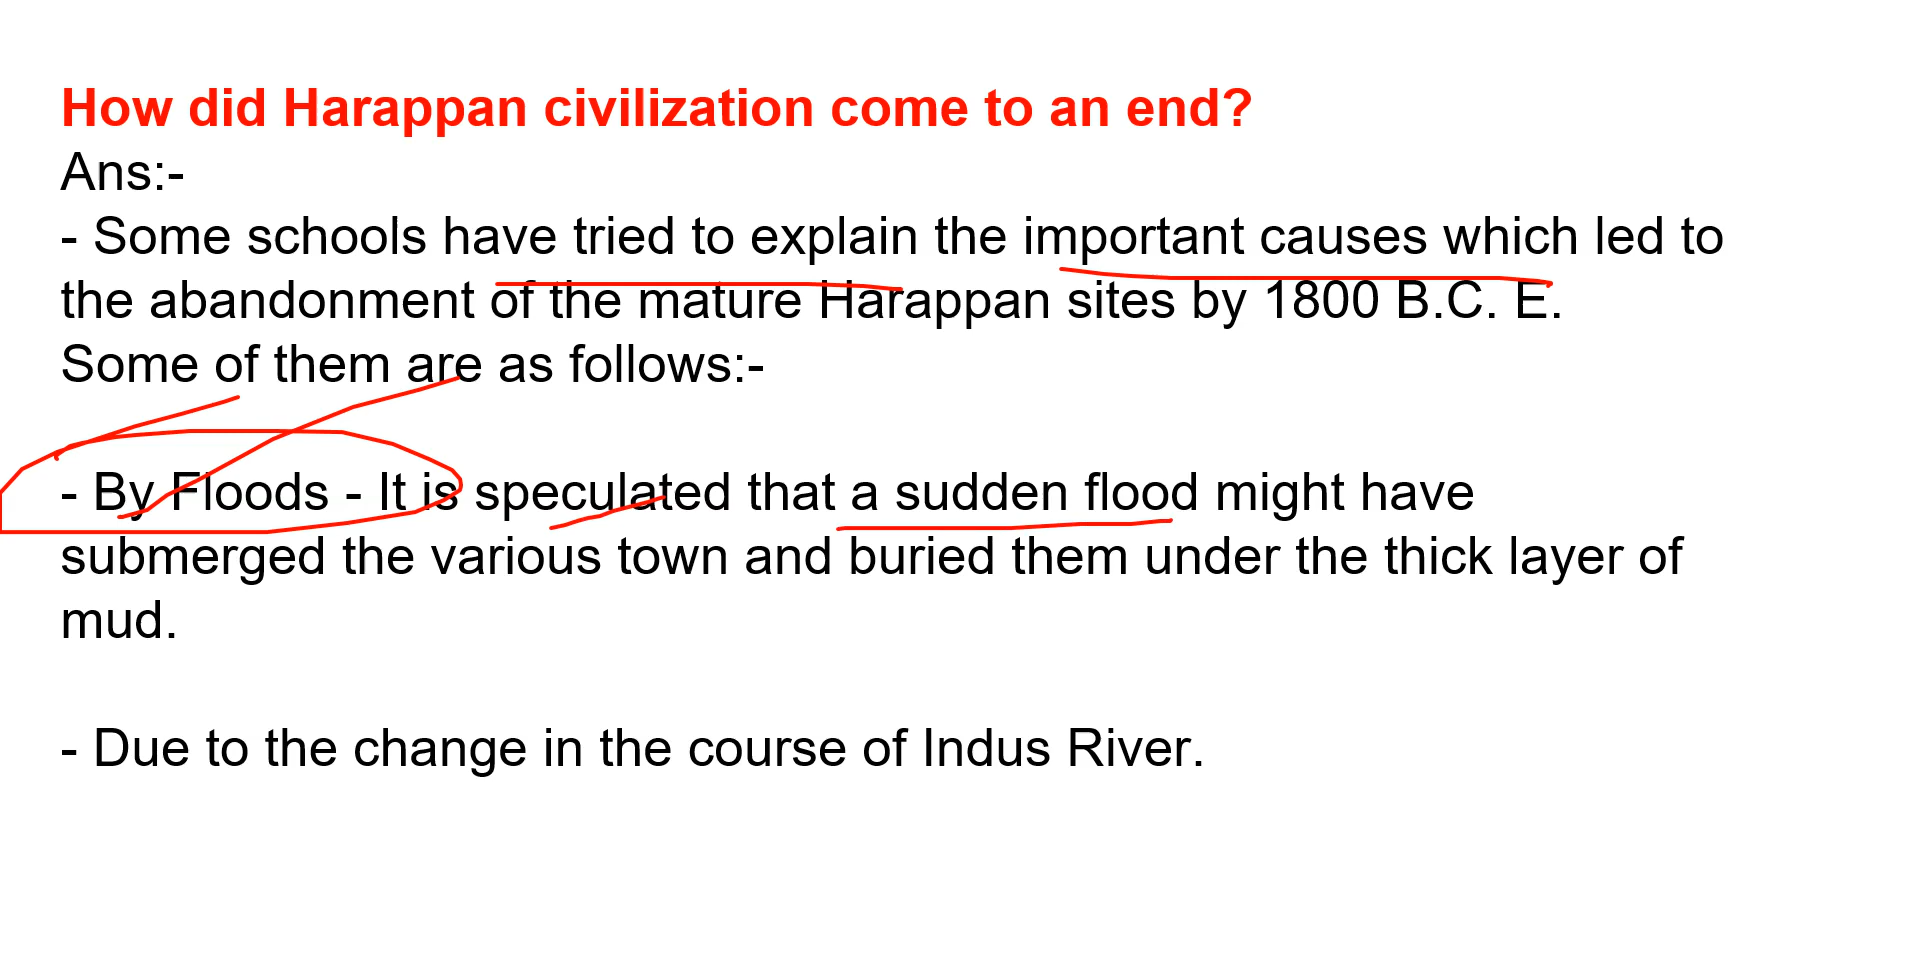 How did Harappan civilization come to an end?
Ans:-
- Some schools have tried to explain the important causes which led to
the abandonment of the mature Harappan sites by 1800 B.C. E.
Some of them are as follows:-
- By Floods - It is speculated that a sudden flood might have
submerged the various town and buried them under the thick layer of
mud.
- Due to the change in the course of Indus River.